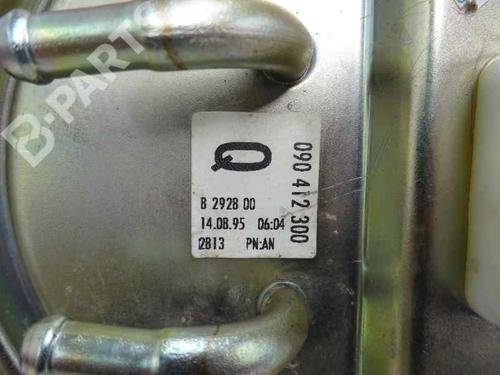 B-PARTS
Q
B 2928 00
14.08.95 06:04
2B13 PN:AN
090 412 300